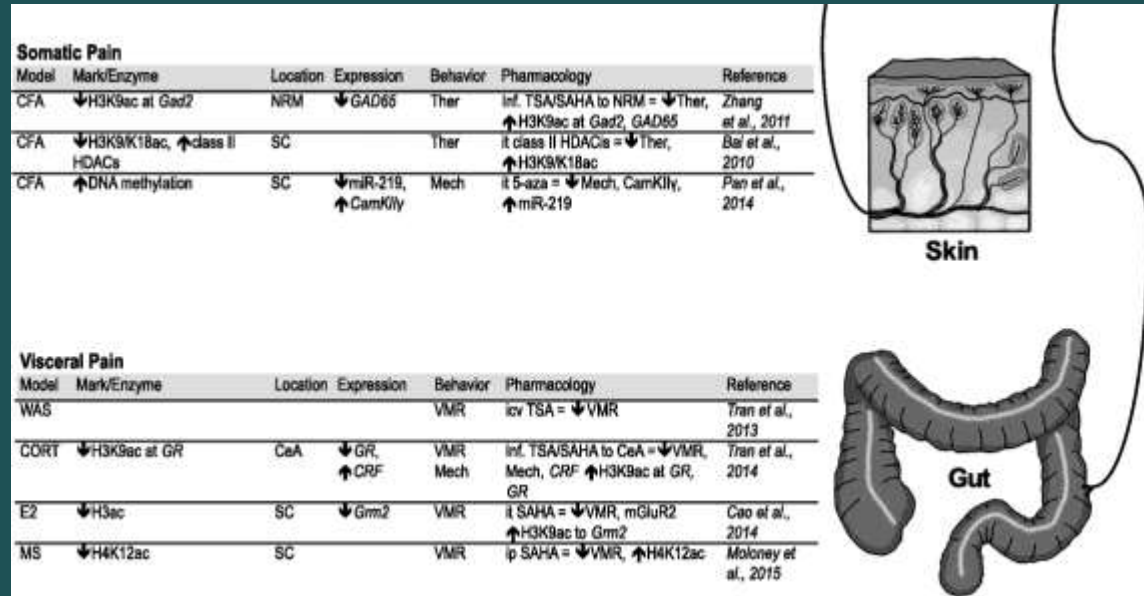 Somatic Pain
Model Mark/Enzyme Location Expression Behavior Pharmacology Reference
CFA ↓H3K9ac at Gad2 NRM ↓GAD65 Ther Inf. TSA/SAHA to NRM = ↓Ther, Zhang
↑H3K9ac at Gad2, GAD65 et al., 2011
CFA ↓H3K9/K18ac, ↑class II SC Ther it class II HDACis = ↓Ther, Bai et al.,
HDACs ↑H3K9/K18ac 2010
CFA ↑DNA methylation SC ↓miR-219, Mech it 5-aza = ↓Mech, CamKIIγ, Pan et al.,
↑CamKIIγ ↑miR-219 2014
Skin
Visceral Pain
Model Mark/Enzyme Location Expression Behavior Pharmacology Reference
WAS VMR icv TSA = ↓VMR Tran et al.,
2013
CORT ↓H3K9ac at GR CeA ↓GR, VMR Inf. TSA/SAHA to CeA = ↓VMR, Tran et al.,
↑CRF Mech Mech, CRF ↑H3K9ac at GR, 2014
GR
E2 ↓H3ac SC ↓Grm2 VMR it SAHA = ↓VMR, mGluR2 Cao et al.,
↑H3K9ac to Grm2 2014
MS ↓H4K12ac SC VMR ip SAHA = ↓VMR, ↑H4K12ac Moloney et
al., 2015
Gut